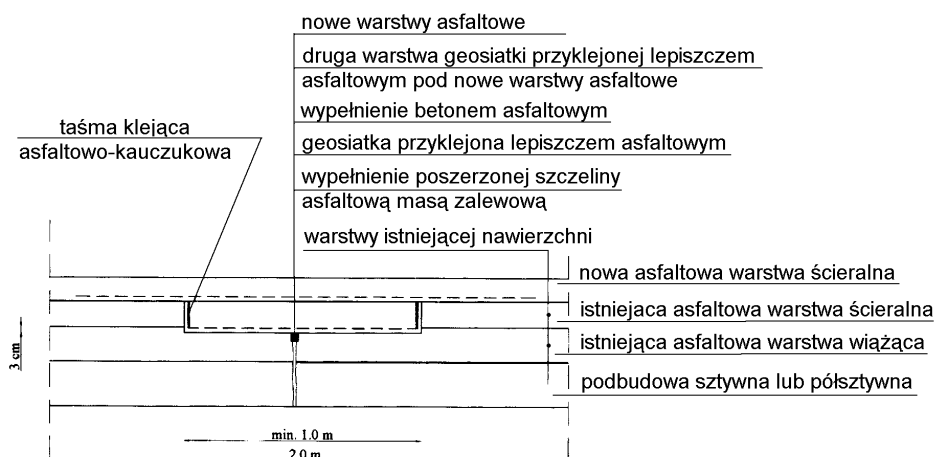 nowe warstwy asfaltowe
druga warstwa geosiatki przyklejonej lepiszczem
asfaltowym pod nowe warstwy asfaltowe
wypełnienie betonem asfaltowym
geosiatka przyklejona lepiszczem asfaltowym
wypełnienie poszerzonej szczeliny
asfaltową masą zalewową
warstwy istniejącej nawierzchni
taśma klejąca
asfaltowo-kauczukowa
nowa asfaltowa warstwa ścieralna
istniejaca asfaltowa warstwa ścieralna
istniejąca asfaltowa warstwa wiążąca
podbudowa sztywna lub półsztywna
3 cm
min. 1.0 m
2.0 m